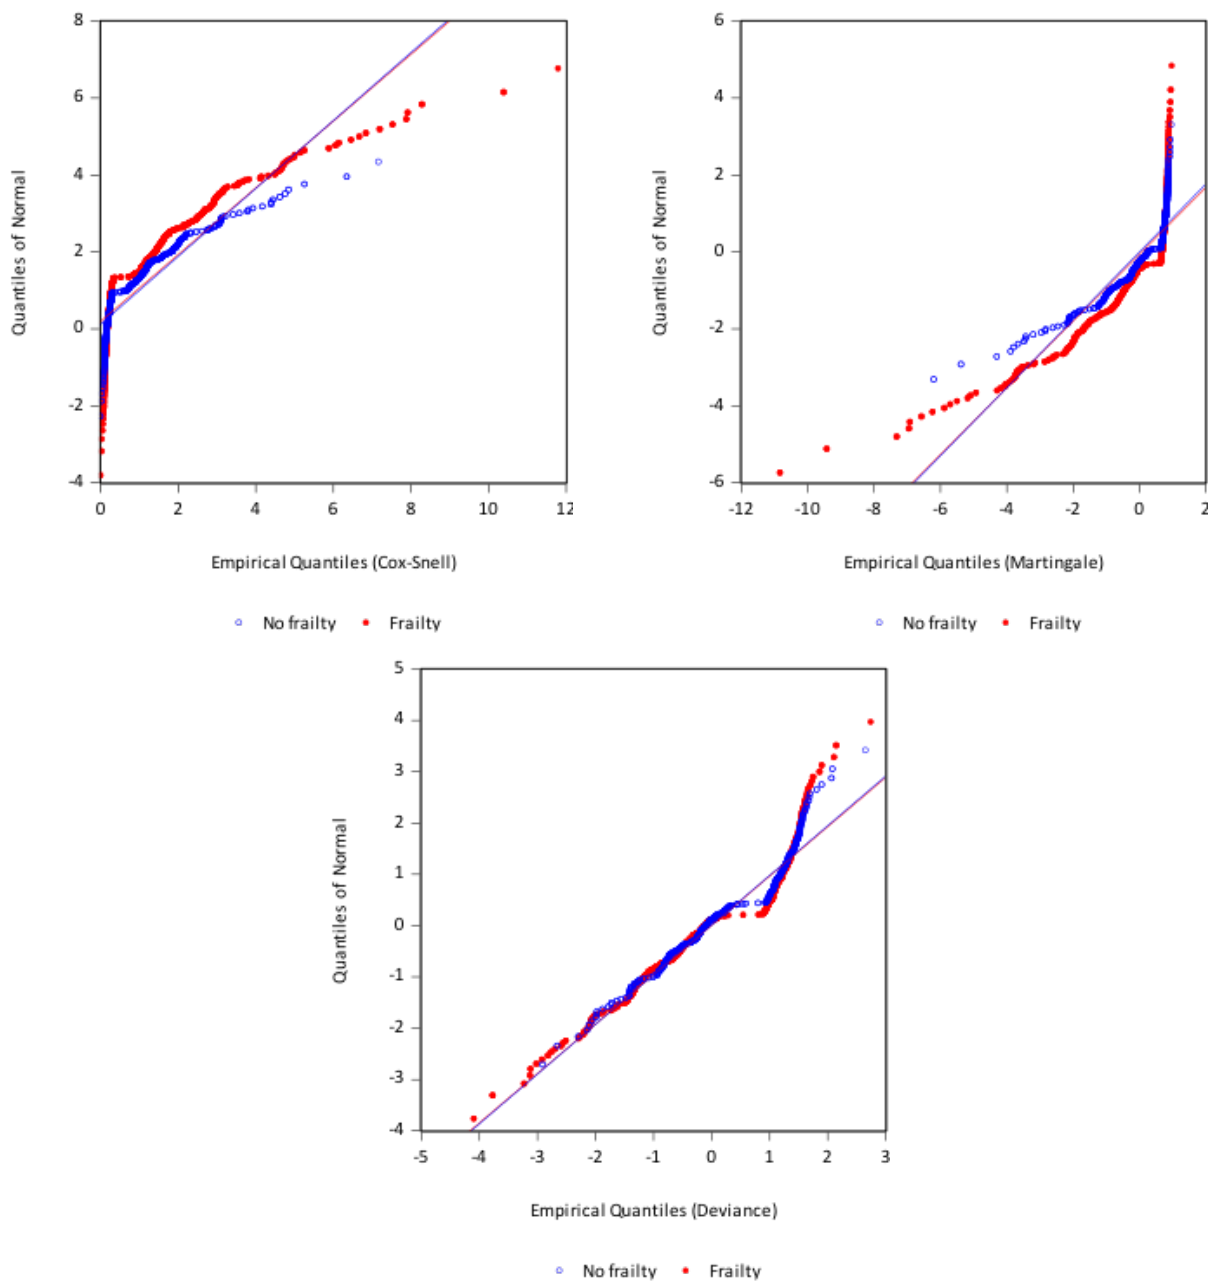 8
6
4
2
0
-2
-4
Quantiles of Normal
0 2 4 6 8 10 12
Empirical Quantiles (Cox-Snell)
No frailty Frailty
6
4
2
0
-2
-4
-6
Quantiles of Normal
-12 -10 -8 -6 -4 -2 0 2
Empirical Quantiles (Martingale)
No frailty Frailty
5
4
3
2
1
0
-1
-2
-3
-4
Quantiles of Normal
-5 -4 -3 -2 -1 0 1 2 3
Empirical Quantiles (Deviance)
No frailty Frailty